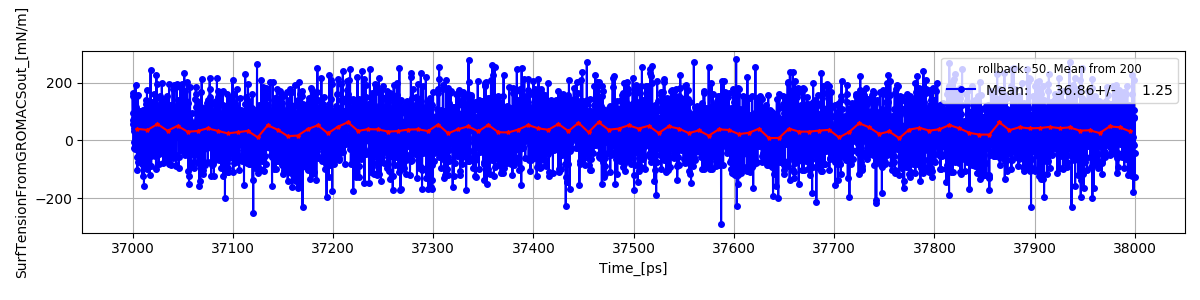 SurfTensionFromGROMACSout_[mN/m]
200
0
−200
rollback: 50. Mean from 200
Mean: 36.86+/- 1.25
37000 37100 37200 37300 37400 37500 37600 37700 37800 37900 38000
Time_[ps]